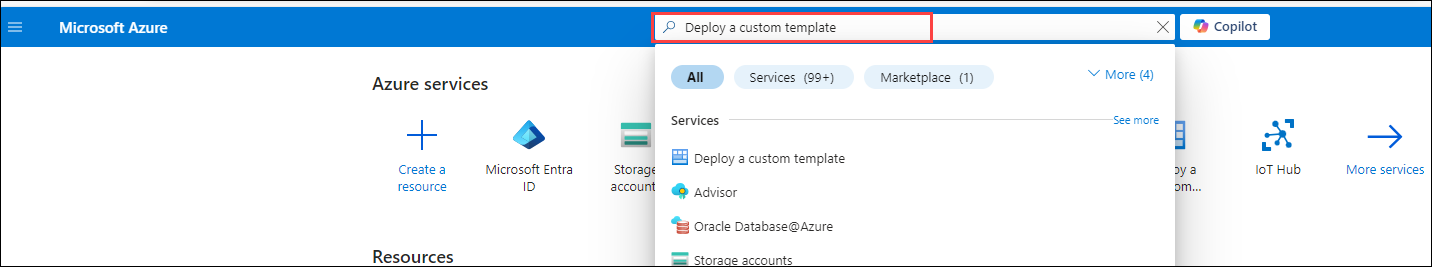 Microsoft Azure
Deploy a custom template
Copilot
All
Services (99+)
Marketplace (1)
More (4)
Azure services
Services
See more
Create a
resource
Microsoft Entra
ID
Storage
account
Deploy a custom template
Advisor
Oracle Database@Azure
Storage accounts
oy a
om...
IoT Hub
More services
Resources